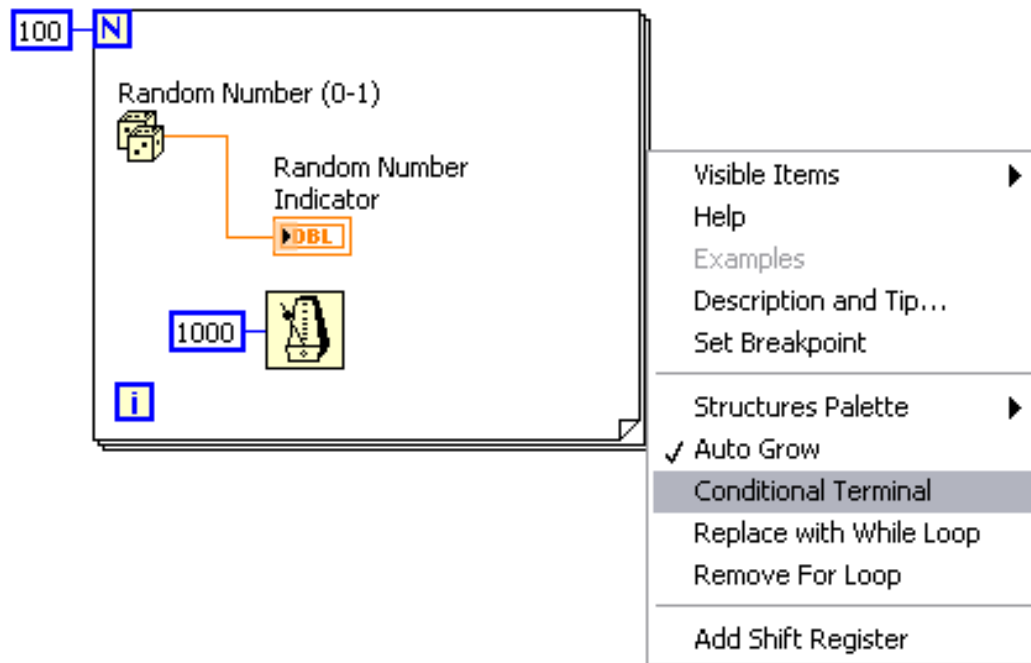 100
N
Random Number (0-1)
Random Number
Indicator
DBL
1000
i
Visible Items
Help
Examples
Description and Tip...
Set Breakpoint
Structures Palette
Auto Grow
Conditional Terminal
Replace with While Loop
Remove For Loop
Add Shift Register